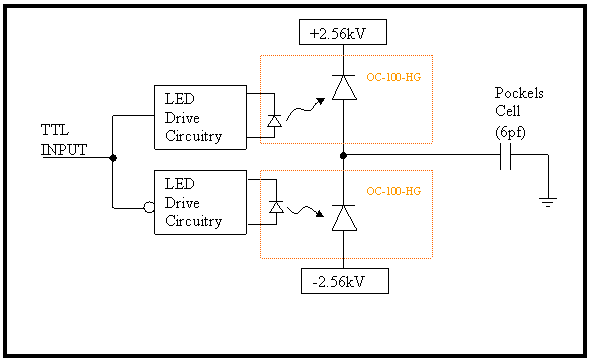 +2.56kV
OC-100-HG
LED
Drive
Circuitry
Pockels
Cell
(6pf)
TTL
INPUT
LED
Drive
Circuitry
OC-100-HG
-2.56kV